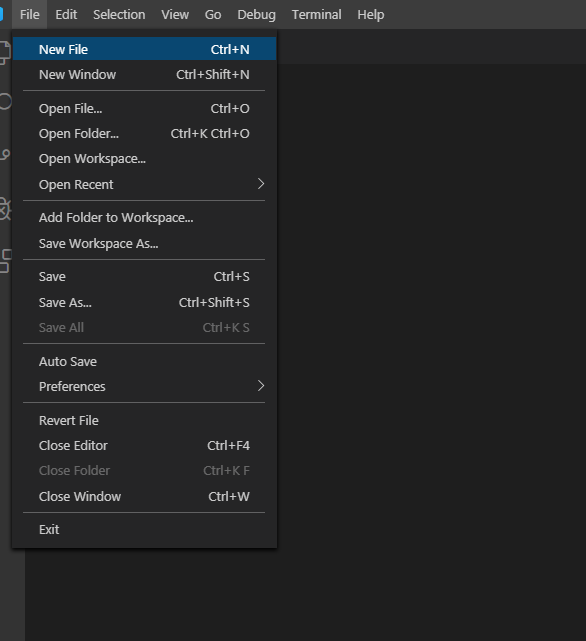 File Edit Selection View Go Debug Terminal Help
New File Ctrl+N
New Window Ctrl+Shift+N
Open File... Ctrl+O
Open Folder... Ctrl+K Ctrl+O
Open Workspace...
Open Recent
Add Folder to Workspace...
Save Workspace As...
Save Ctrl+S
Save As... Ctrl+Shift+S
Save All Ctrl+K S
Auto Save
Preferences
Revert File
Close Editor Ctrl+F4
Close Folder Ctrl+K F
Close Window Ctrl+W
Exit